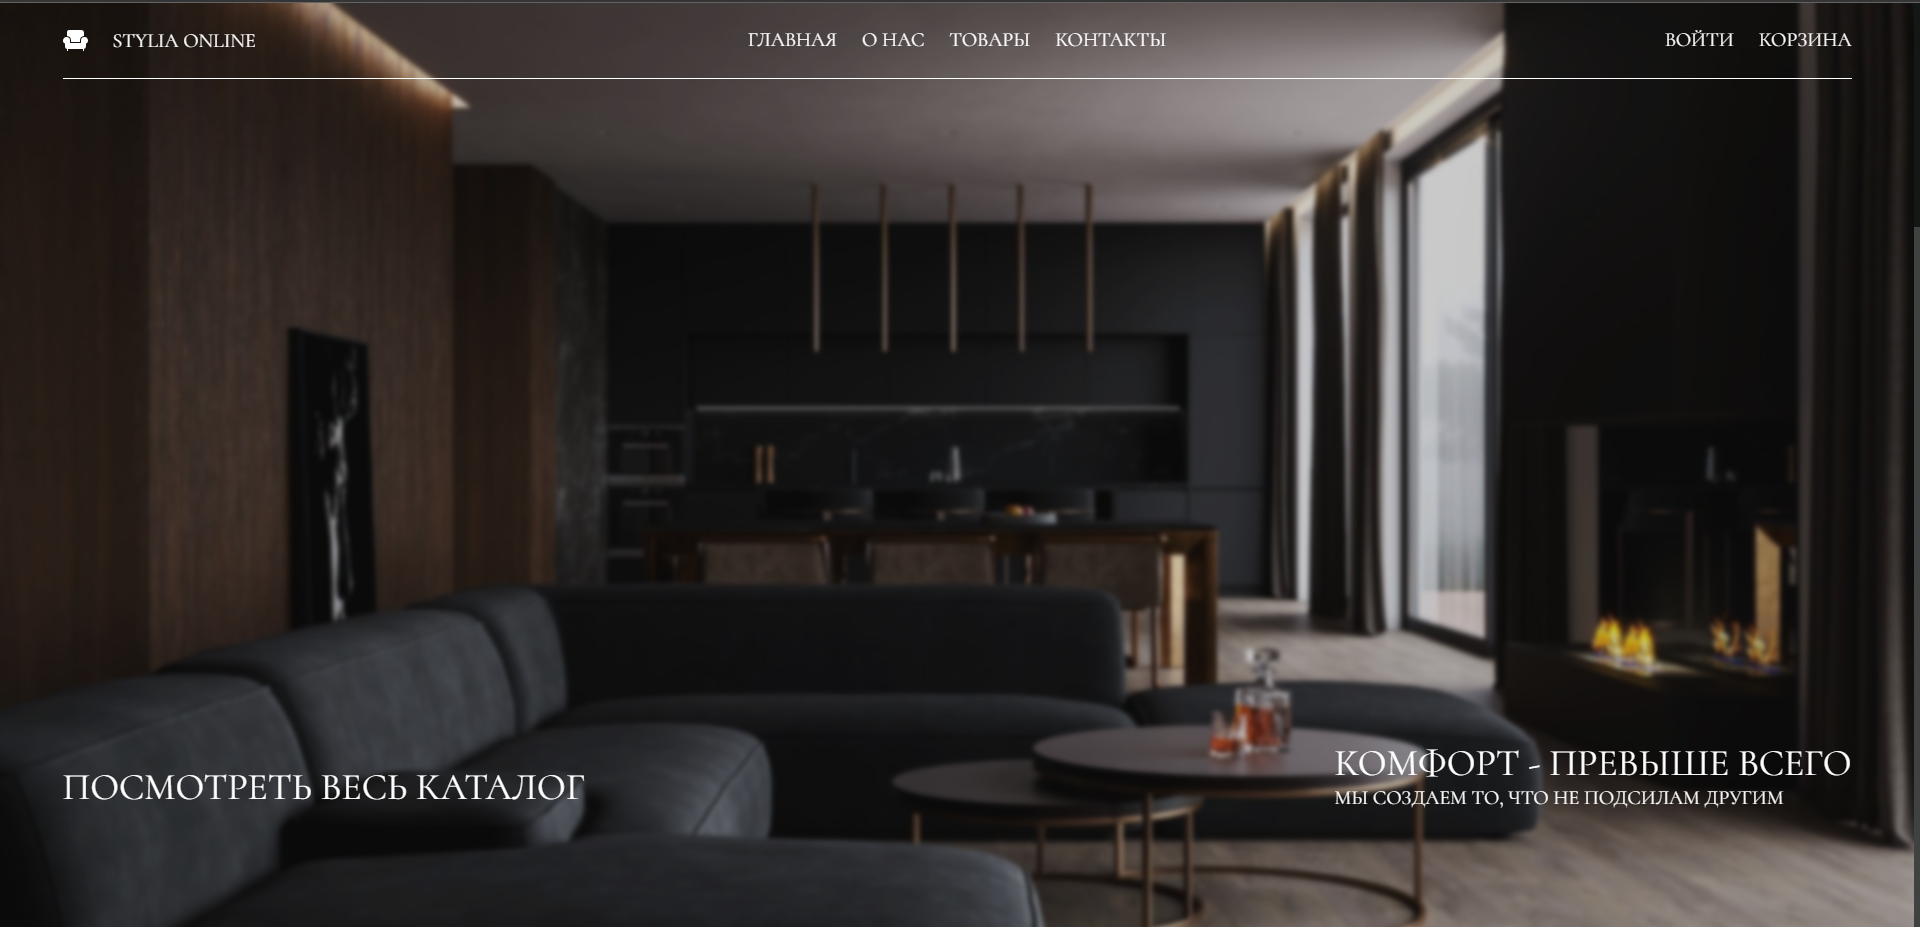 STYLIA ONLINE
ГЛАВНАЯ О НАС ТОВАРЫ КОНТАКТЫ
ВОЙТИ КОРЗИНА
ПОСМОТРЕТЬ ВЕСЬ КАТАЛОГ
КОМФОРТ - ПРЕВЫШЕ ВСЕГО
МЫ СОЗДАЕМ ТО, ЧТО НЕ ПОДСИЛАМ ДРУГИМ